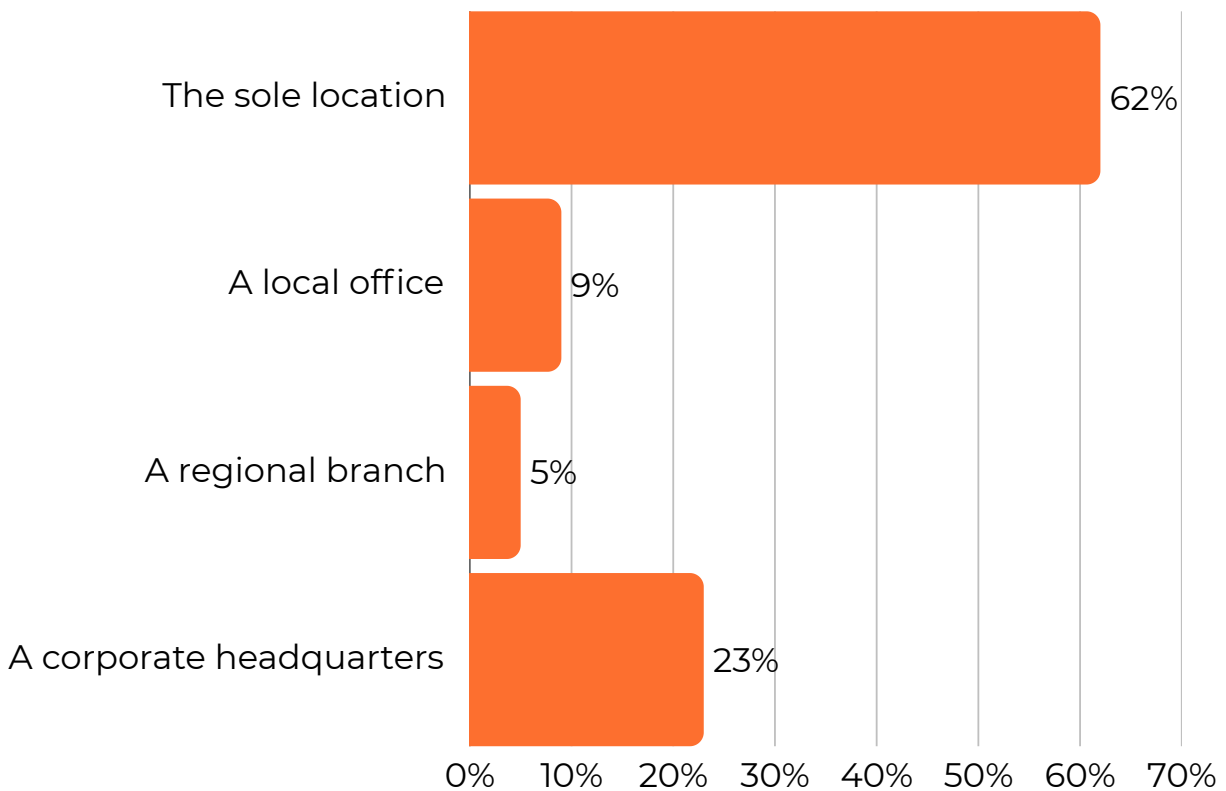 The sole location
62%
A local office
9%
A regional branch
5%
A corporate headquarters
23%
0% 10% 20% 30% 40% 50% 60% 70%